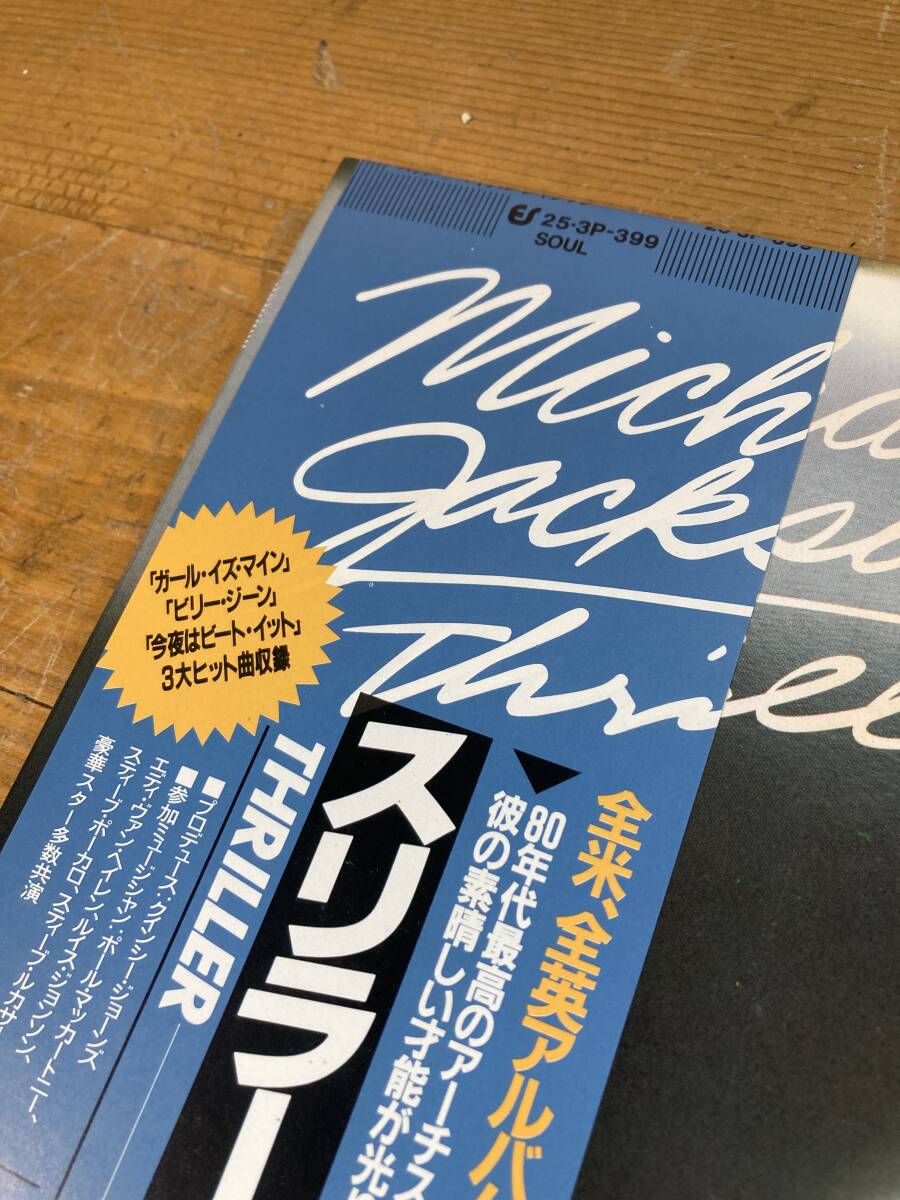 25・3P-399
SOUL
Micha
Jackso
Thrille
「ガール・イズ・マイン」
「ビリー・ジーン」
「今夜はビート・イット」
3大ヒット曲収録
全米、全英アルバ
80年代最高のアーチス
彼の素晴しい才能が光
スリラー
THRILLER
■プロデュース:クインシー・ジョーンズ
■参加ミュージシャン:ポール・マッカートニー、
エディ・ヴァン・ヘイレン、ルイス・ジョンソン、
スティーブ・ポーカロ、スティーブ・ルカサ
豪華スター多数共演